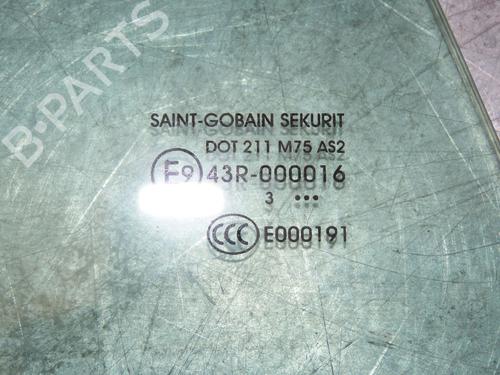 B-PARTS
SAINT-GOBAIN SEKURIT
DOT 211 M75 AS2
E9 43R-000016
3 •••
CCC E000191